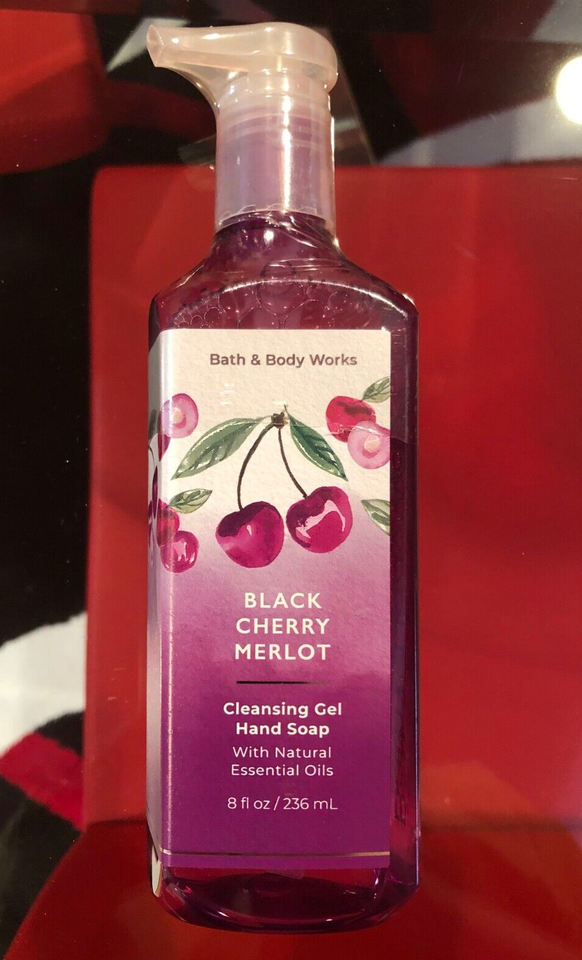 Bath & Body Works
BLACK
CHERRY
MERLOT
Cleansing Gel
Hand Soap
With Natural
Essential Oils
8 fl oz / 236 mL